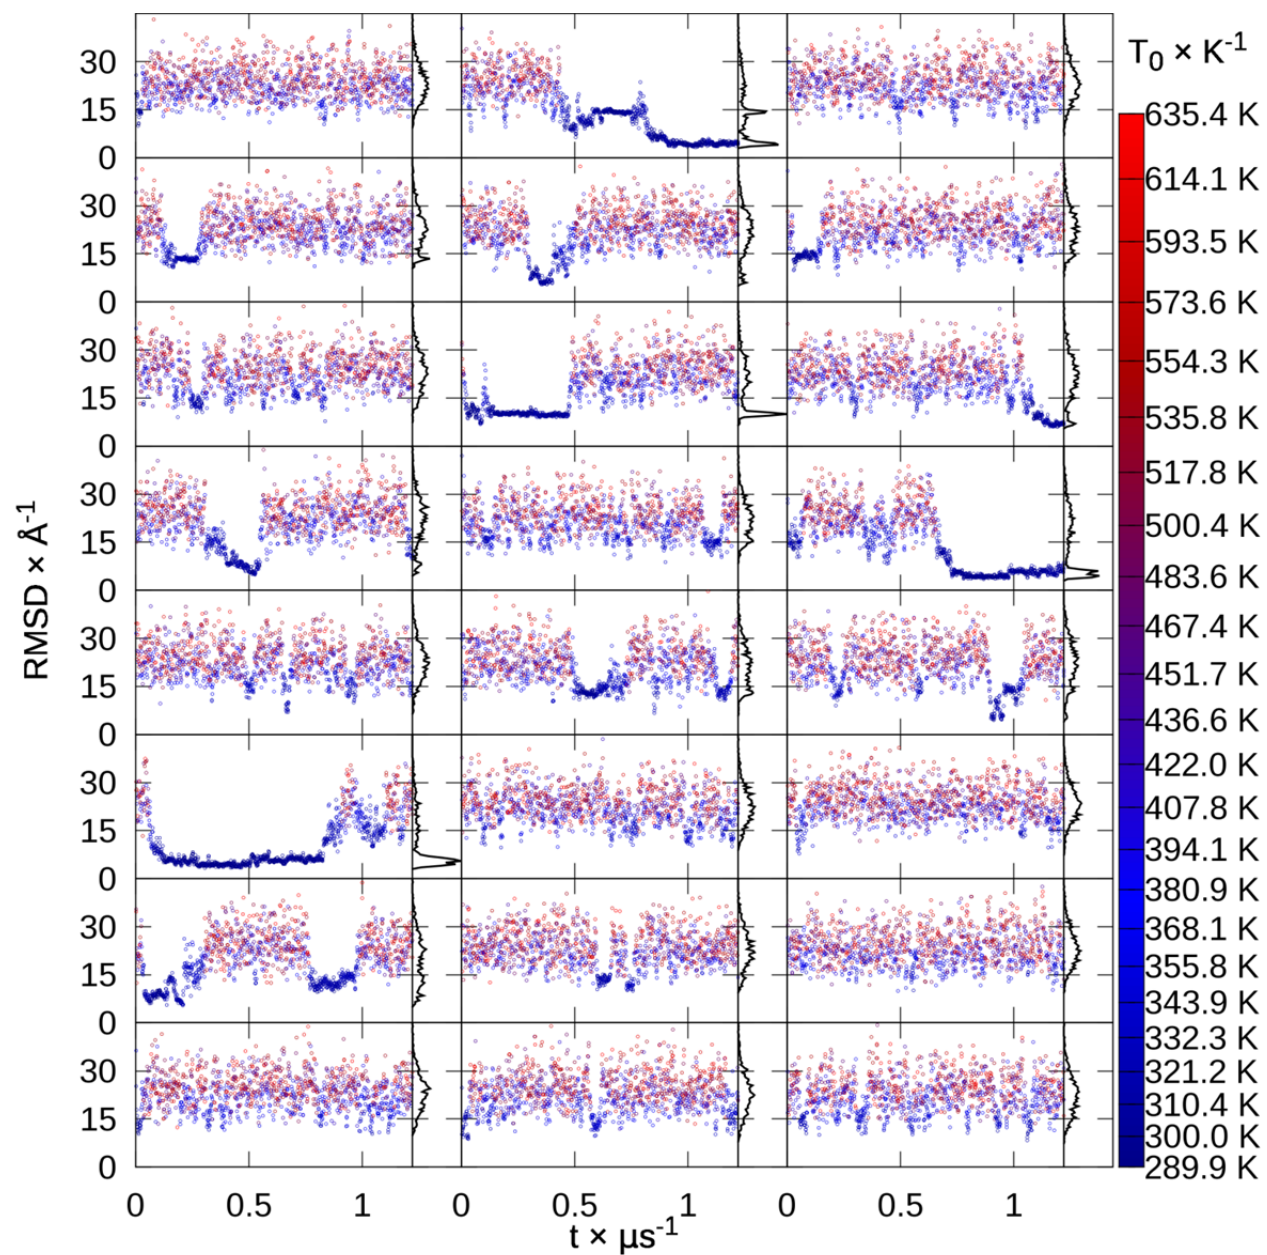 T₀ × K⁻¹
30
15
0
30
15
0
30
15
0
30
15
0
30
15
0
30
15
0
30
15
0
30
15
0
RMSD × Å⁻¹
0 0.5 1 0 0.5 1 0 0.5 1
t × μs⁻¹
635.4 K
614.1 K
593.5 K
573.6 K
554.3 K
535.8 K
517.8 K
500.4 K
483.6 K
467.4 K
451.7 K
436.6 K
422.0 K
407.8 K
394.1 K
380.9 K
368.1 K
355.8 K
343.9 K
332.3 K
321.2 K
310.4 K
300.0 K
289.9 K